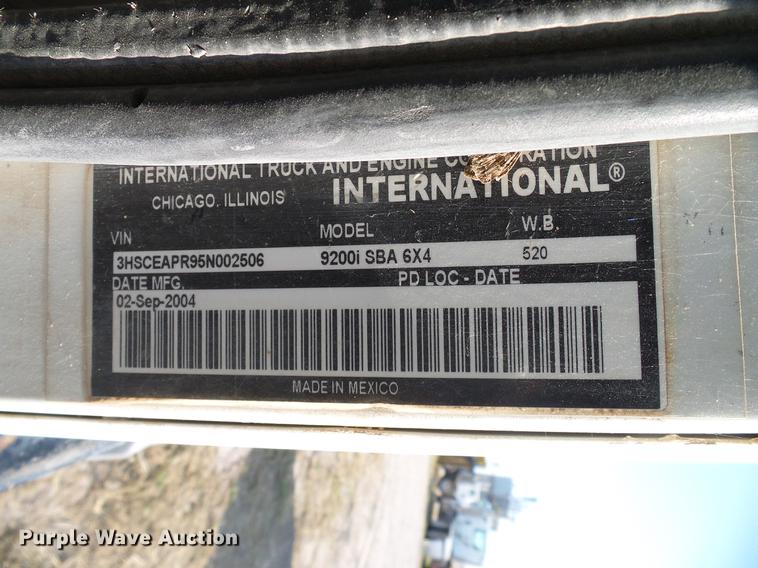 INTERNATIONAL TRUCK AND ENGINE CORPORATION
CHICAGO, ILLINOIS INTERNATIONAL®
VIN MODEL W.B.
3HSCEAPR95N002506 9200i SBA 6X4 520
DATE MFG. PD LOC - DATE
02-Sep-2004
MADE IN MEXICO
Purple Wave Auction